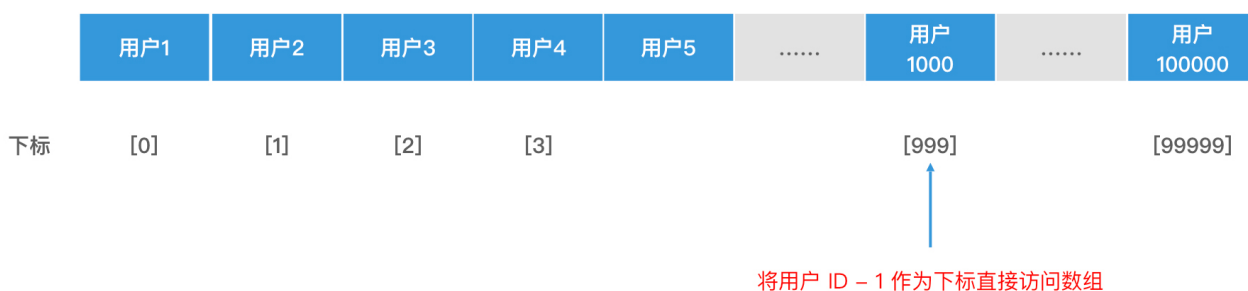 用户1 用户2 用户3 用户4 用户5 …… 用户 1000 …… 用户 100000
下标 [0] [1] [2] [3] [999] [99999]
将用户 ID – 1 作为下标直接访问数组